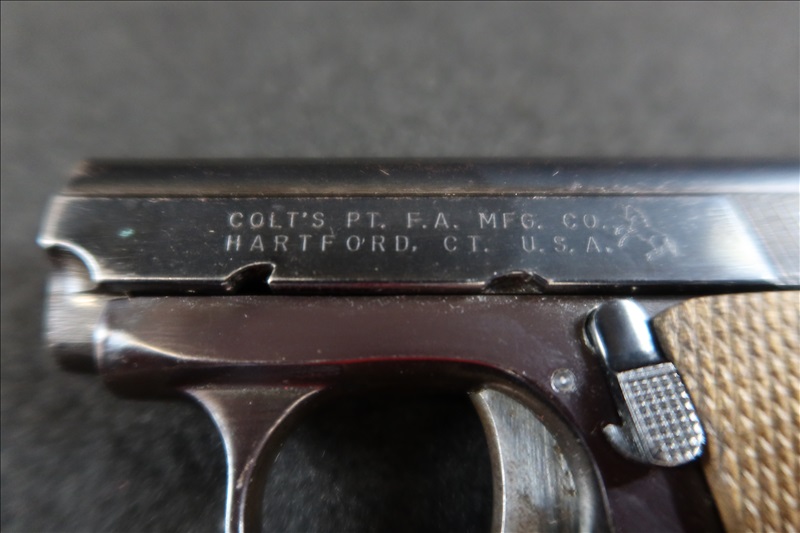 COLT'S PT. F.A. MFG. CO.
HARTFORD, CT. U.S.A.